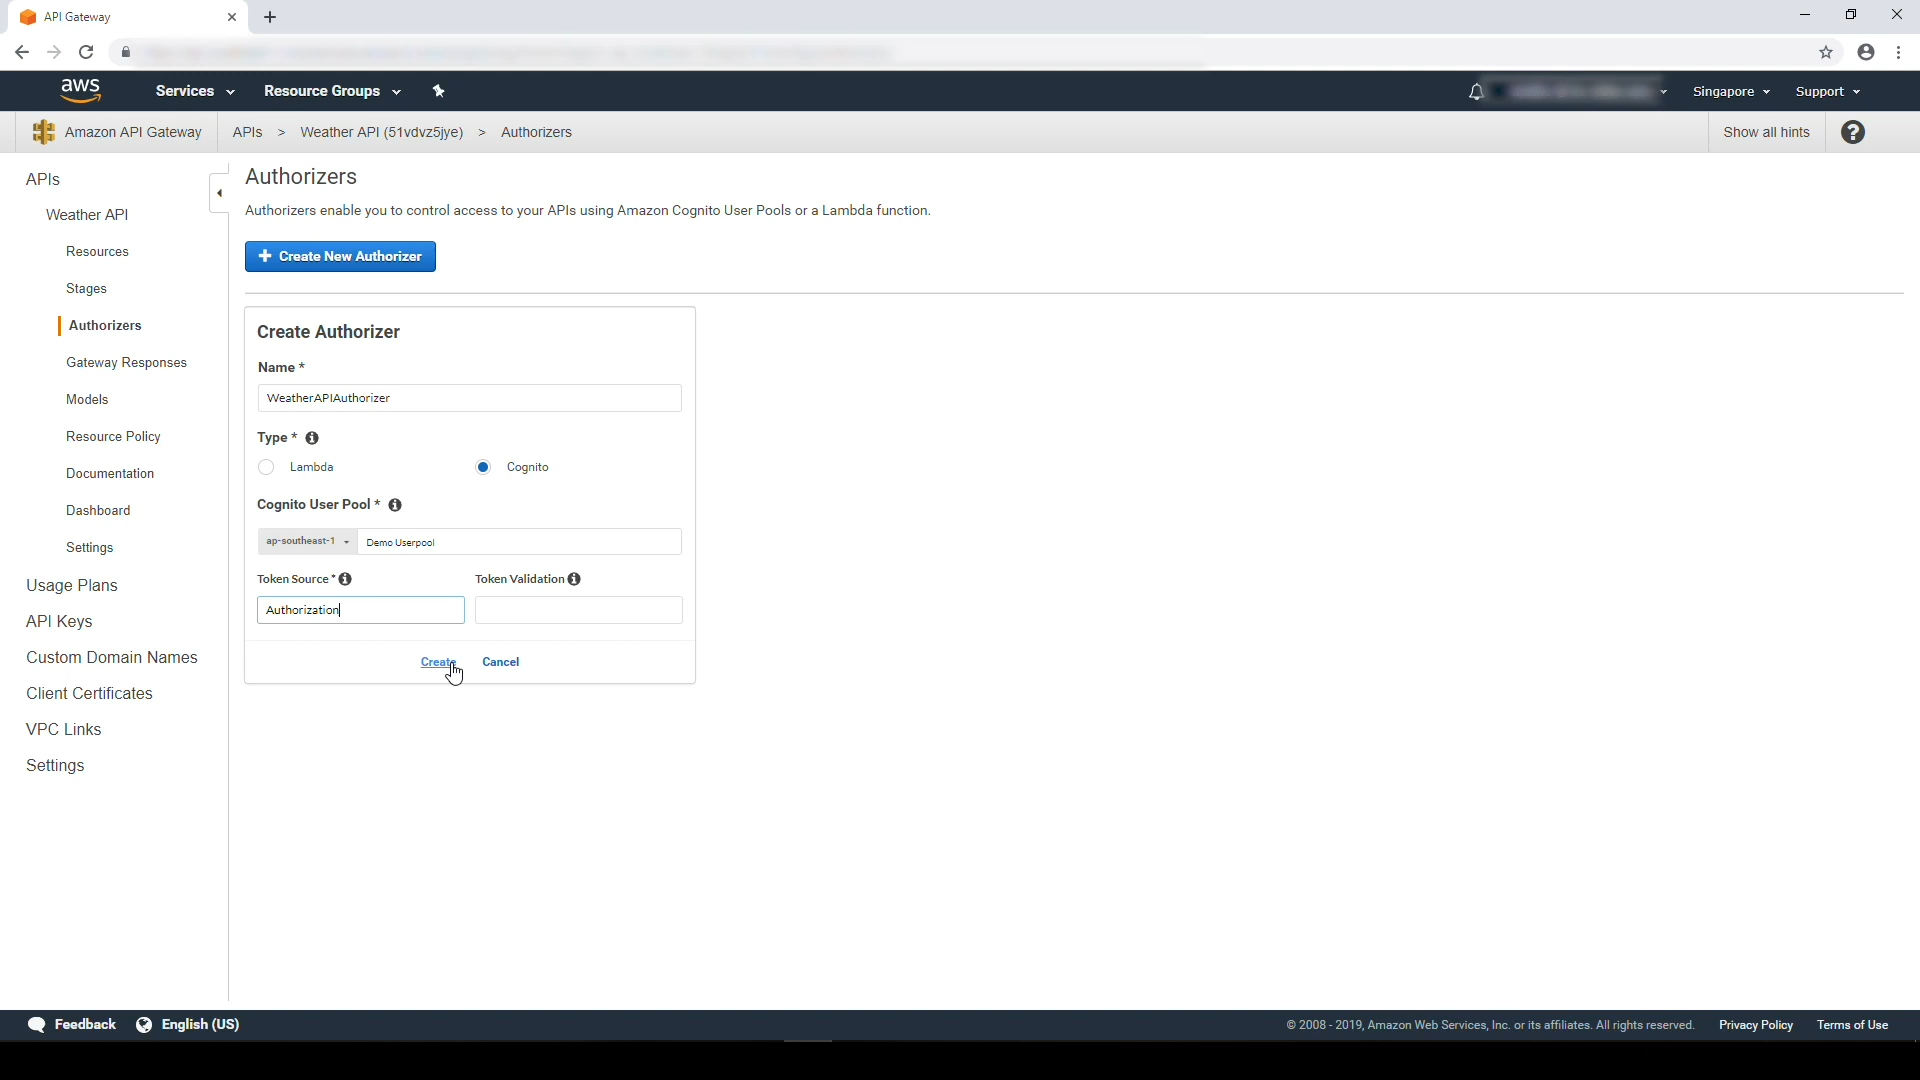 API Gateway
aws
Services
Resource Groups
Singapore
Support
Amazon API Gateway
APIs > Weather API (51vdvz5jye) > Authorizers
Show all hints
?
APIs
Weather API
Resources
Stages
Authorizers
Gateway Responses
Models
Resource Policy
Documentation
Dashboard
Settings
Usage Plans
API Keys
Custom Domain Names
Client Certificates
VPC Links
Settings
Authorizers
Authorizers enable you to control access to your APIs using Amazon Cognito User Pools or a Lambda function.
+ Create New Authorizer
Create Authorizer
Name *
WeatherAPIAuthorizer
Type *
Lambda
Cognito
Cognito User Pool *
ap-southeast-1
Demo Userpool
Token Source *
Token Validation
Authorization
Create
Cancel
Feedback
English (US)
© 2008 - 2019, Amazon Web Services, Inc. or its affiliates. All rights reserved.
Privacy Policy
Terms of Use